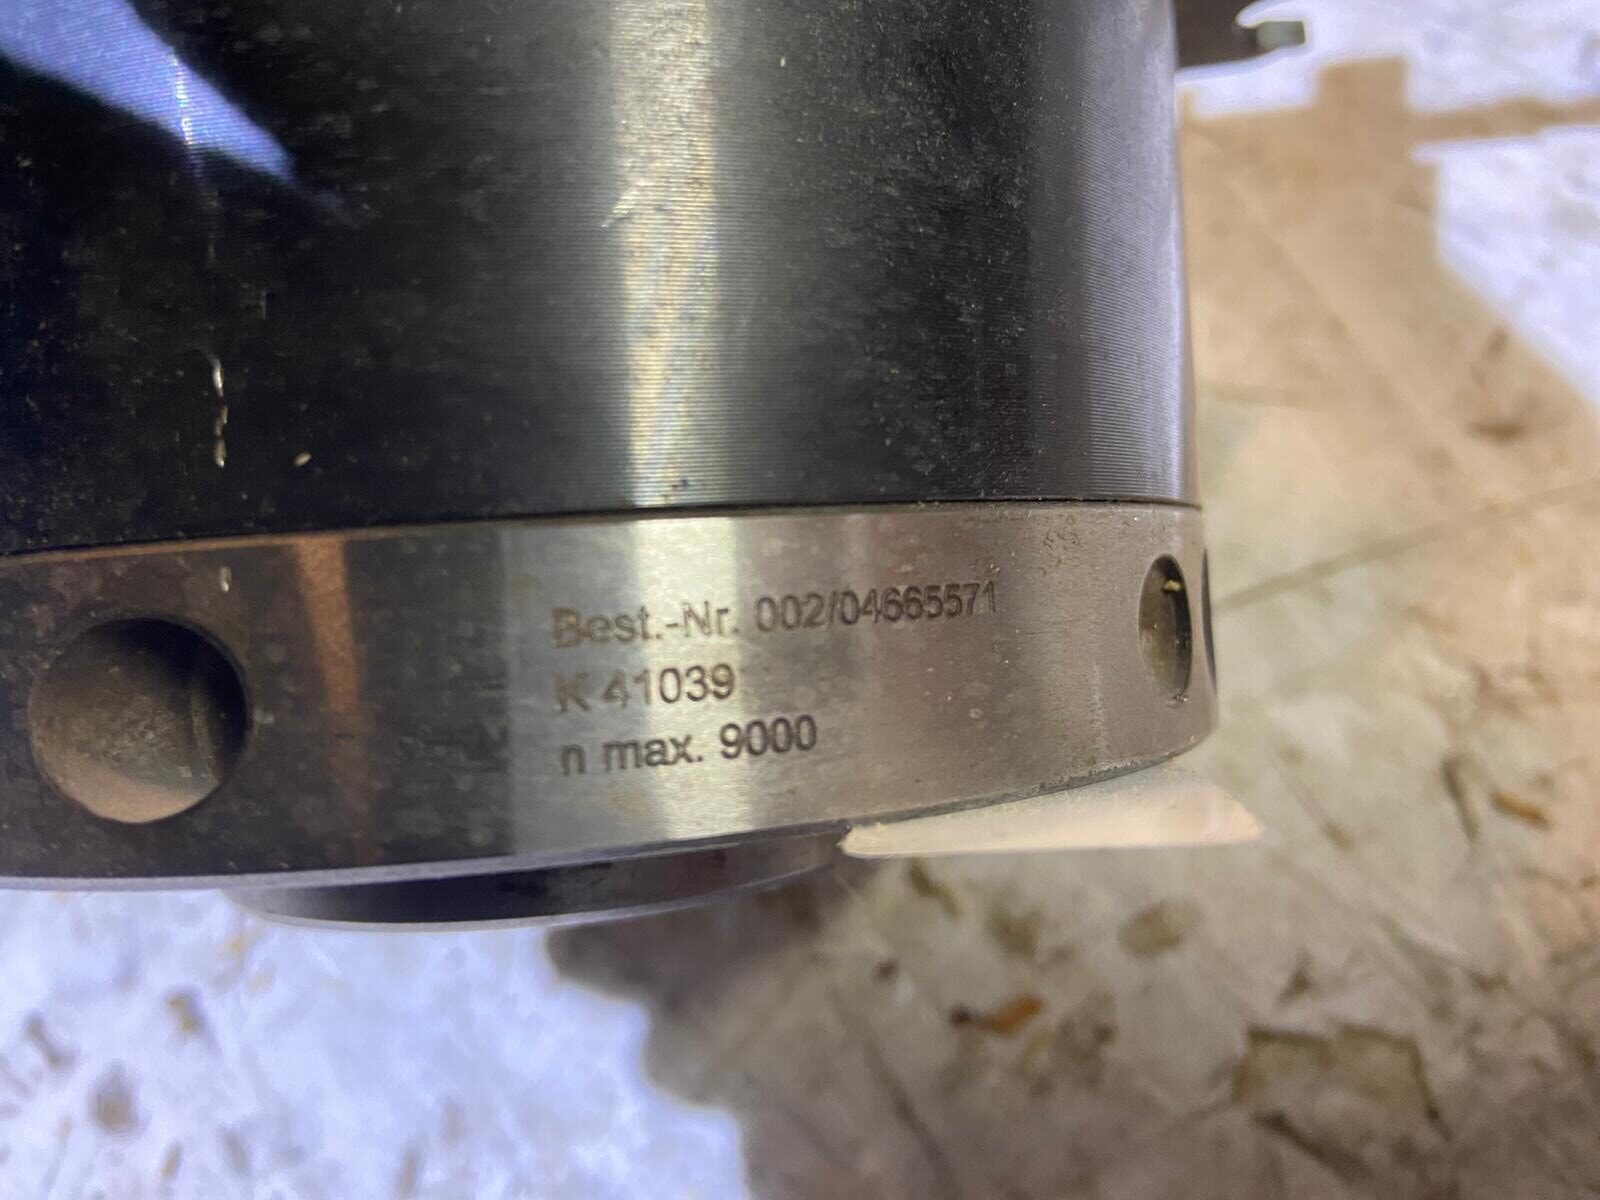 Best.-Nr. 002/04665571
K 41039
n max. 9000